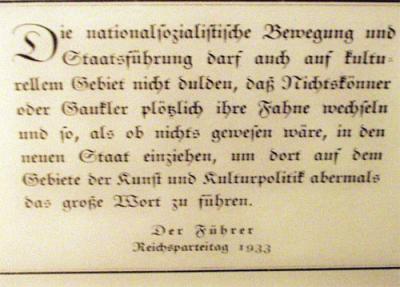 Die nationalſozialiſtiſche Bewegung und
Staatsführung darf auch auf kultu-
rellem Gebiet nicht dulden, daß Nichtskönner
oder Gaukler plötzlich ihre Fahne wechſeln
und ſo, als ob nichts geweſen wäre, in den
neuen Staat einziehen, um dort auf dem
Gebiete der Kunſt und Kulturpolitik abermals
das große Wort zu führen.
Der Führer
Reichsparteitag 1933